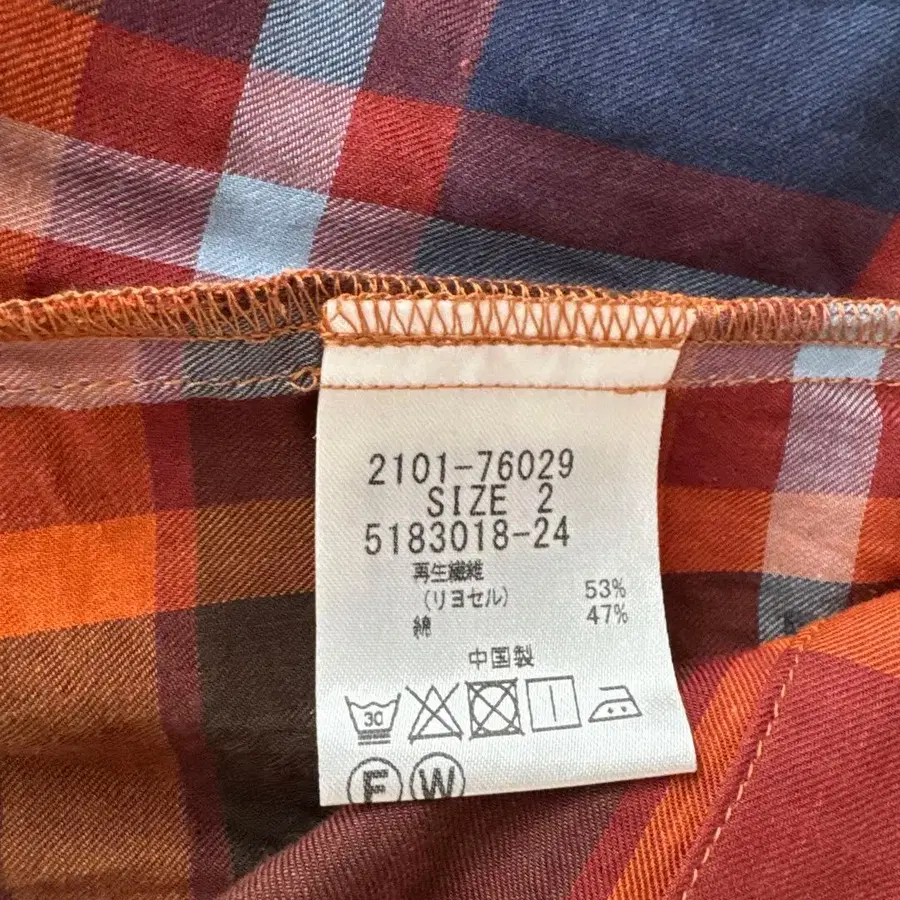 2101-76029
SIZE 2
5183018-24
再生繊維
(リヨセル) 53%
綿 47%
中国製
30
F W